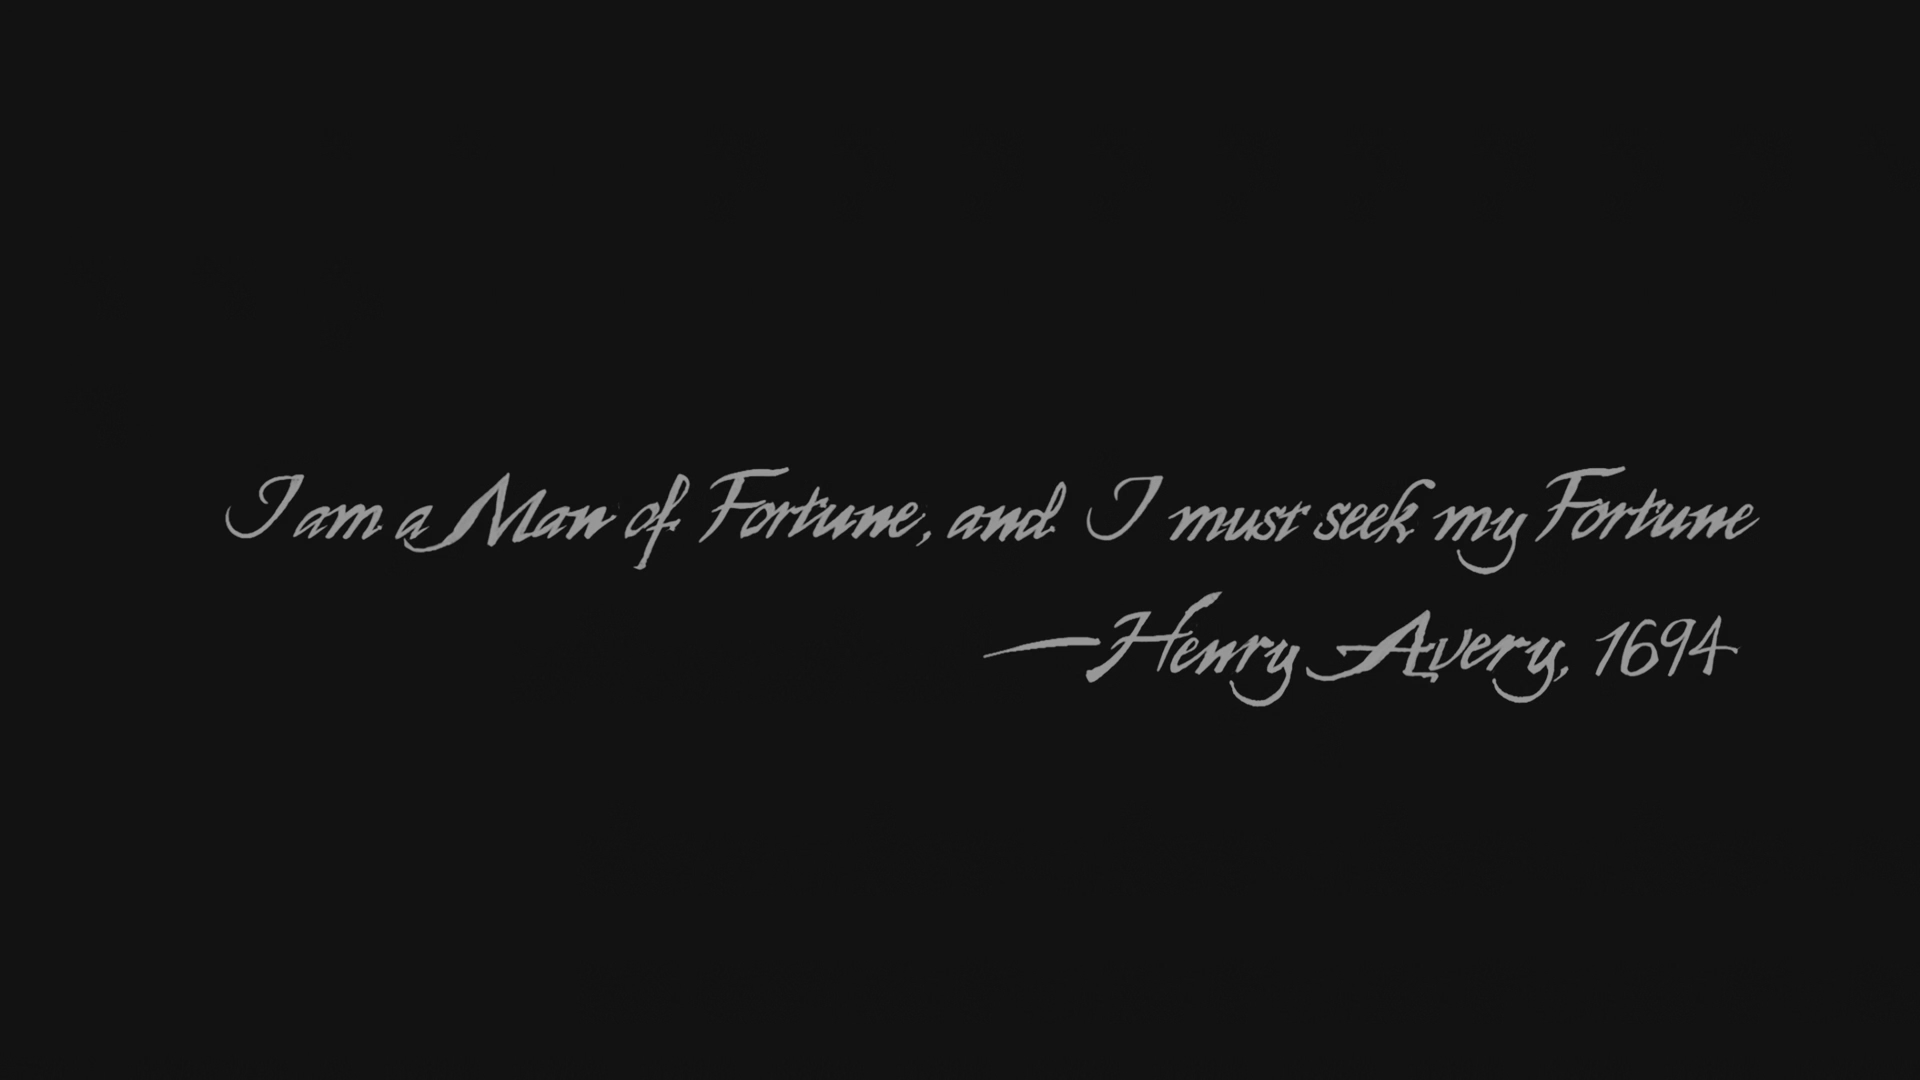 I am a Man of Fortune, and I must seek my Fortune
—Henry Avery, 1694